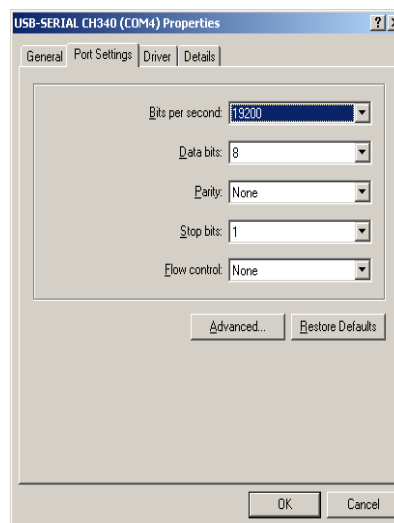 USB-SERIAL CH340 (COM4) Properties
General Port Settings Driver Details
Bits per second: 19200
Data bits: 8
Parity: None
Stop bits: 1
Flow control: None
Advanced... Restore Defaults
OK Cancel